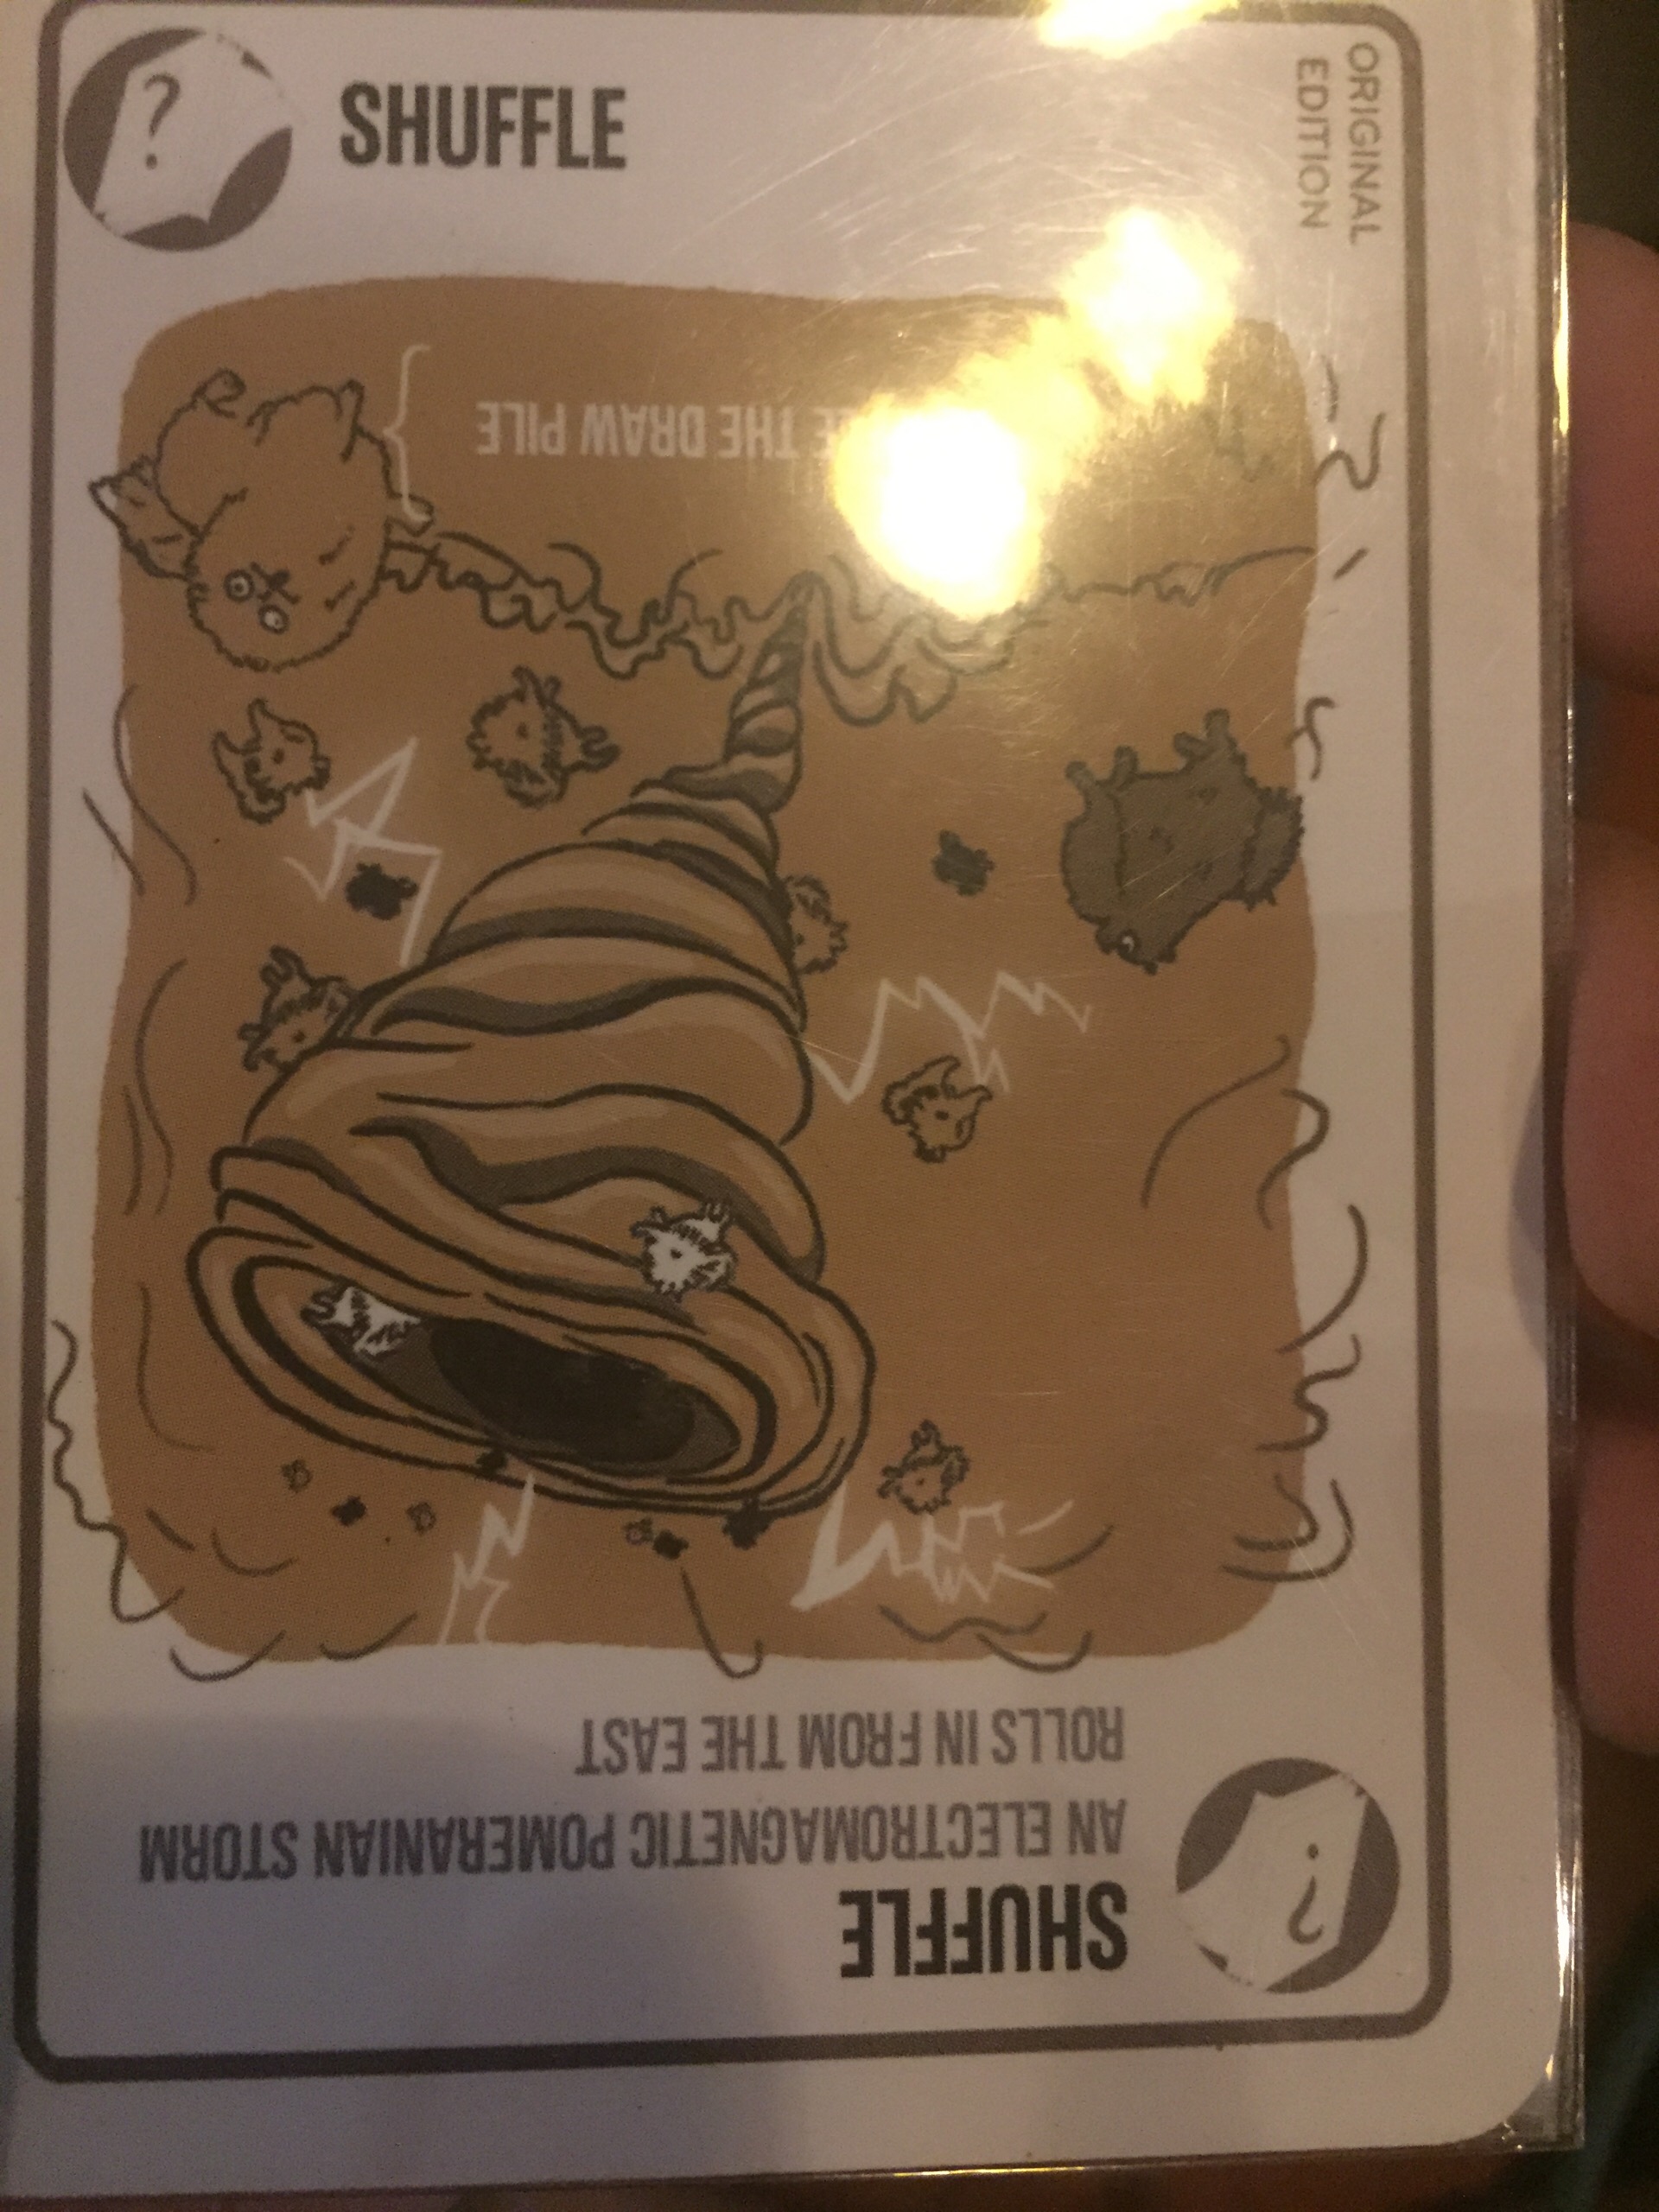 SHUFFLE
AN ELECTROMAGNETIC POMERANIAN STORM
ROLLS IN FROM THE EAST
THE DRAW PILE
SHUFFLE
ORIGINAL
EDITION
?
?